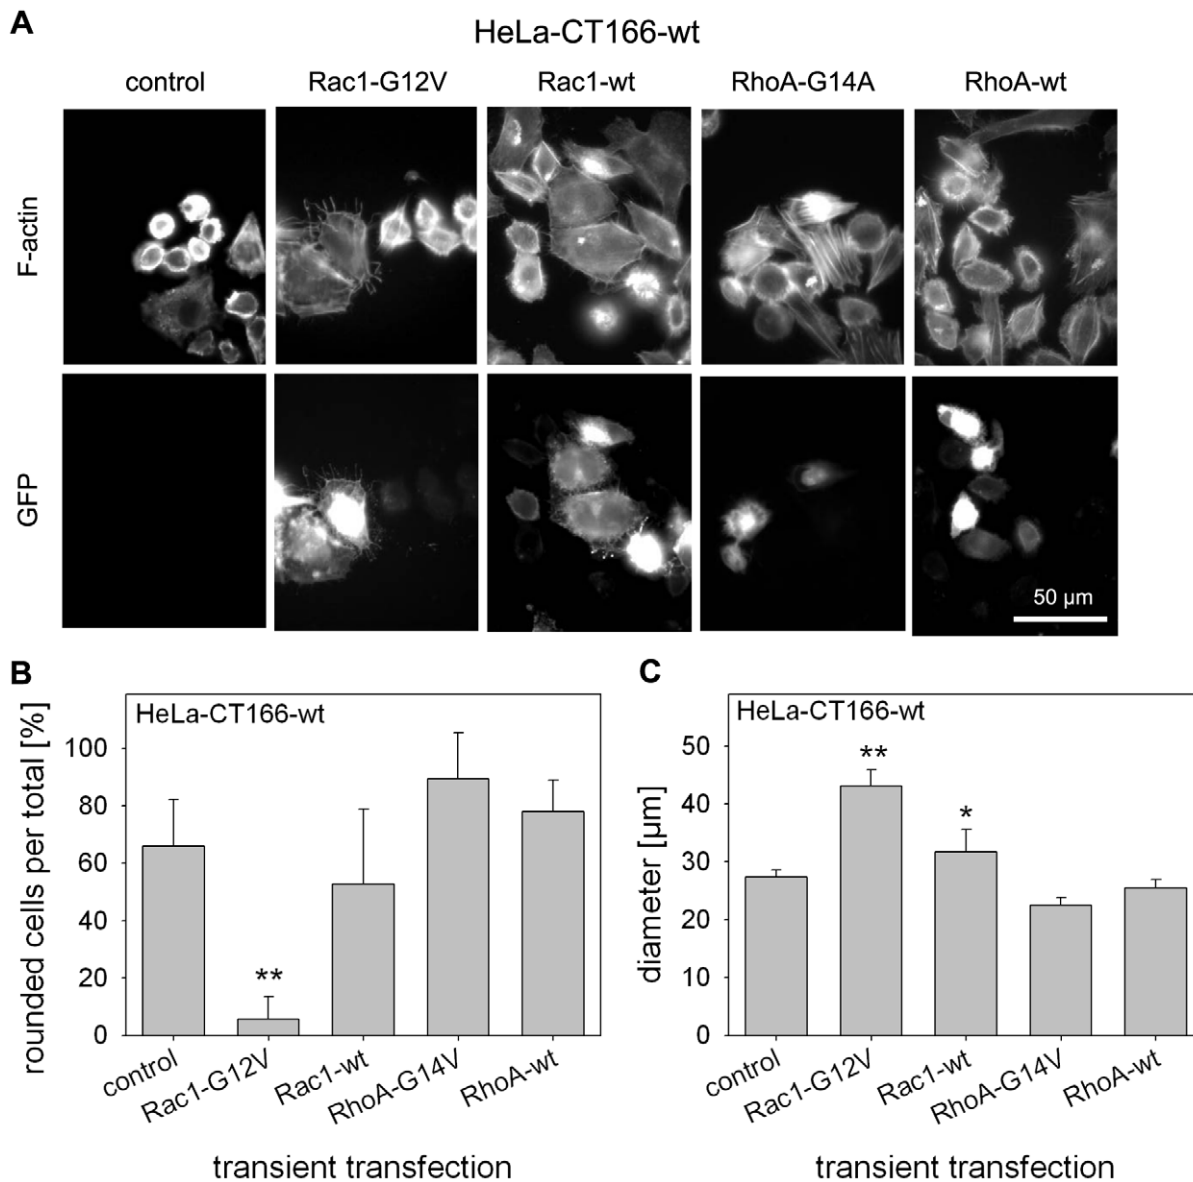 A
HeLa-CT166-wt
control Rac1-G12V Rac1-wt RhoA-G14A RhoA-wt
F-actin
GFP
50 µm
B
HeLa-CT166-wt
rounded cells per total [%]
100
80
60
40
20
0
**
control Rac1-G12V Rac1-wt RhoA-G14V RhoA-wt
transient transfection
C
HeLa-CT166-wt
diameter [µm]
50
40
30
20
10
0
**
*
control Rac1-G12V Rac1-wt RhoA-G14V RhoA-wt
transient transfection